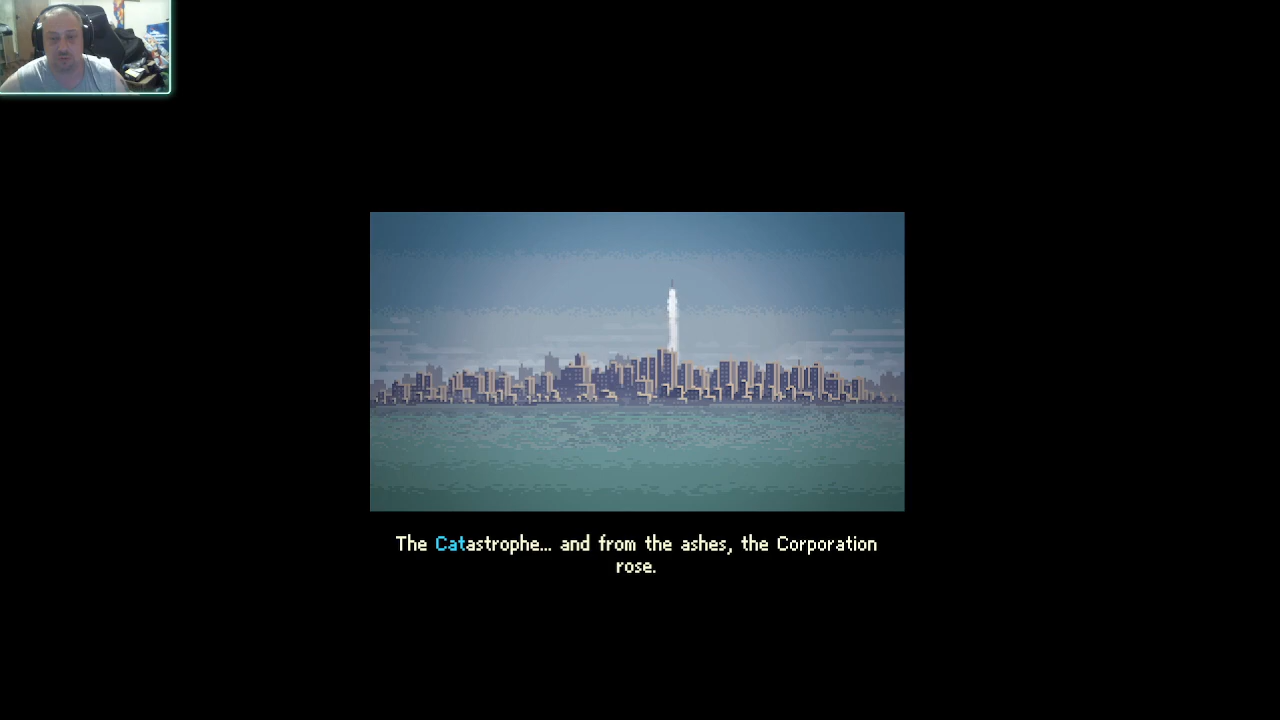 The Catastrophe... and from the ashes, the Corporation
rose.